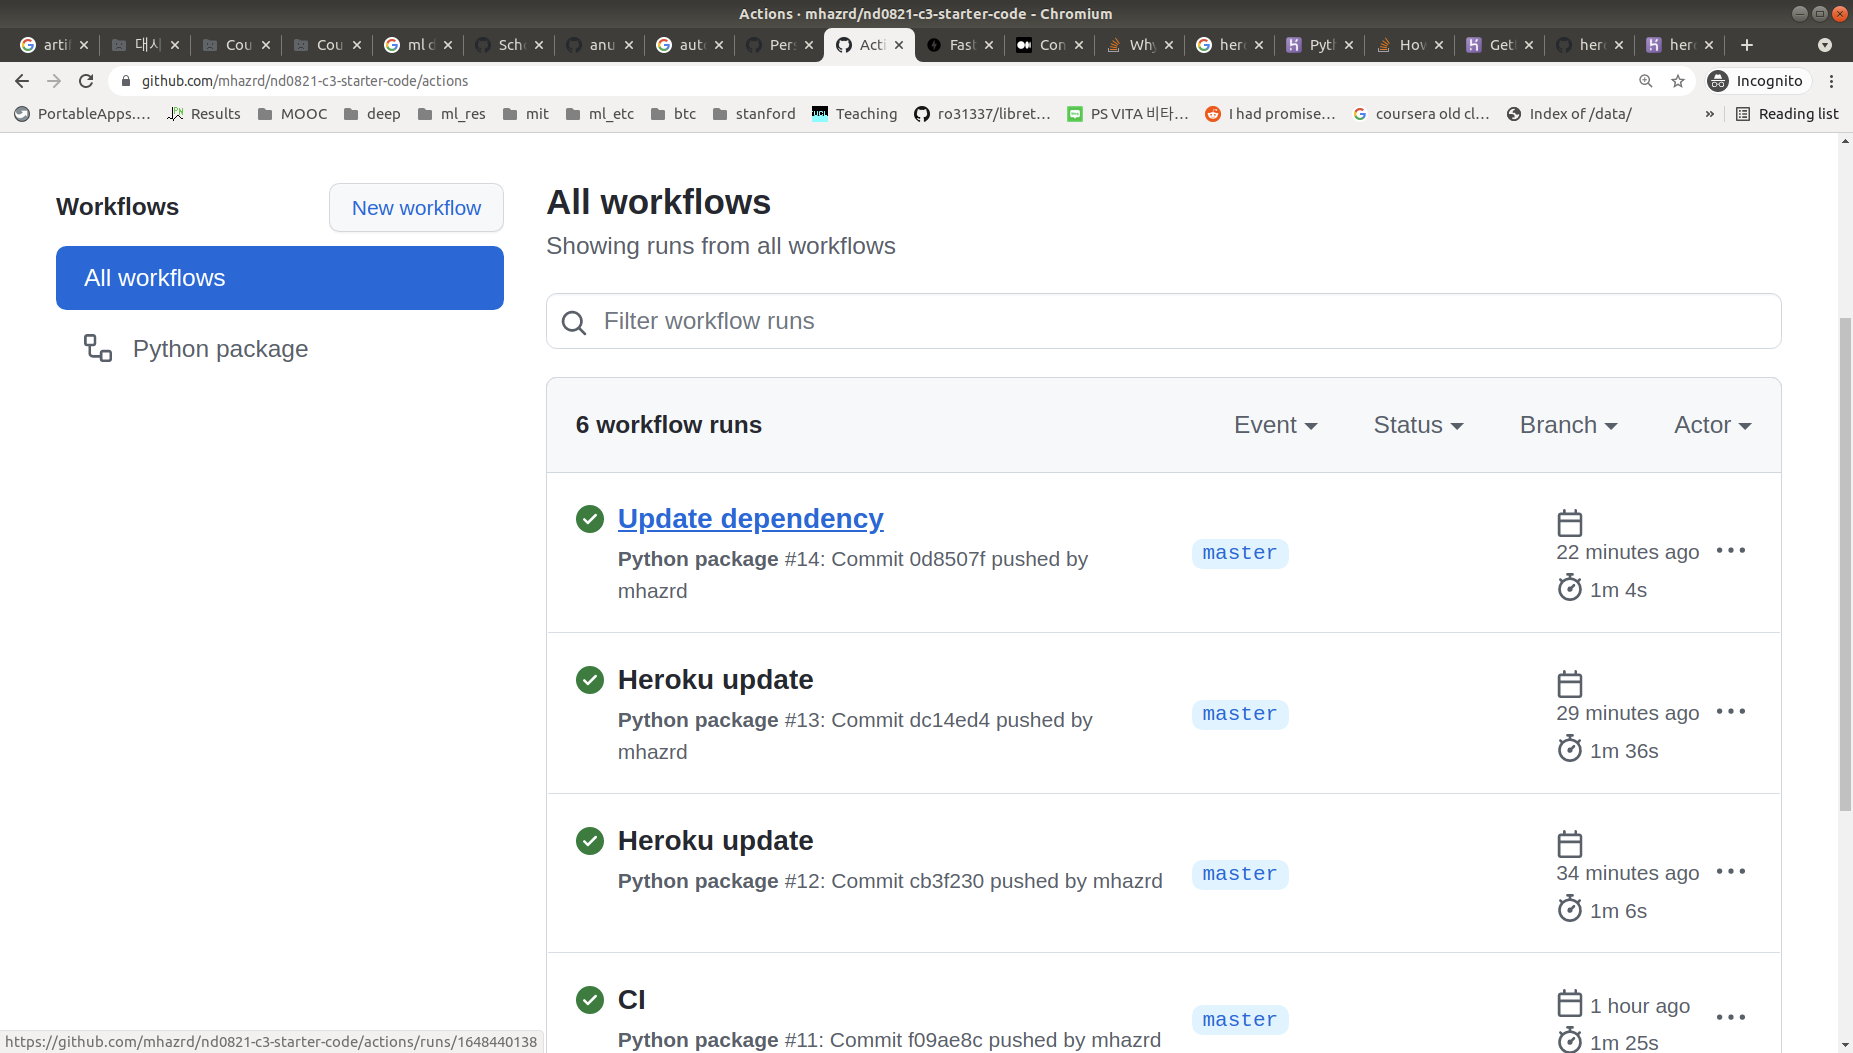 Actions · mhazrd/nd0821-c3-starter-code - Chromium
arti 대시 Cou Cou ml d Sch anu aut Per Acti Fast Con Why her Pyth How Get her her
github.com/mhazrd/nd0821-c3-starter-code/actions Incognito
PortableApps.... Results MOOC deep ml_res mit ml_etc btc stanford Teaching ro31337/libret... PS VITA 비타... I had promise... coursera old cl... Index of /data/ » Reading list
Workflows
New workflow
All workflows
Python package
All workflows
Showing runs from all workflows
Filter workflow runs
6 workflow runs Event Status Branch Actor
Update dependency
Python package #14: Commit 0d8507f pushed by
mhazrd
master
22 minutes ago
1m 4s
Heroku update
Python package #13: Commit dc14ed4 pushed by
mhazrd
master
29 minutes ago
1m 36s
Heroku update
Python package #12: Commit cb3f230 pushed by mhazrd
master
34 minutes ago
1m 6s
CI
Python package #11: Commit f09ae8c pushed by mhazrd
master
1 hour ago
1m 25s
https://github.com/mhazrd/nd0821-c3-starter-code/actions/runs/1648440138